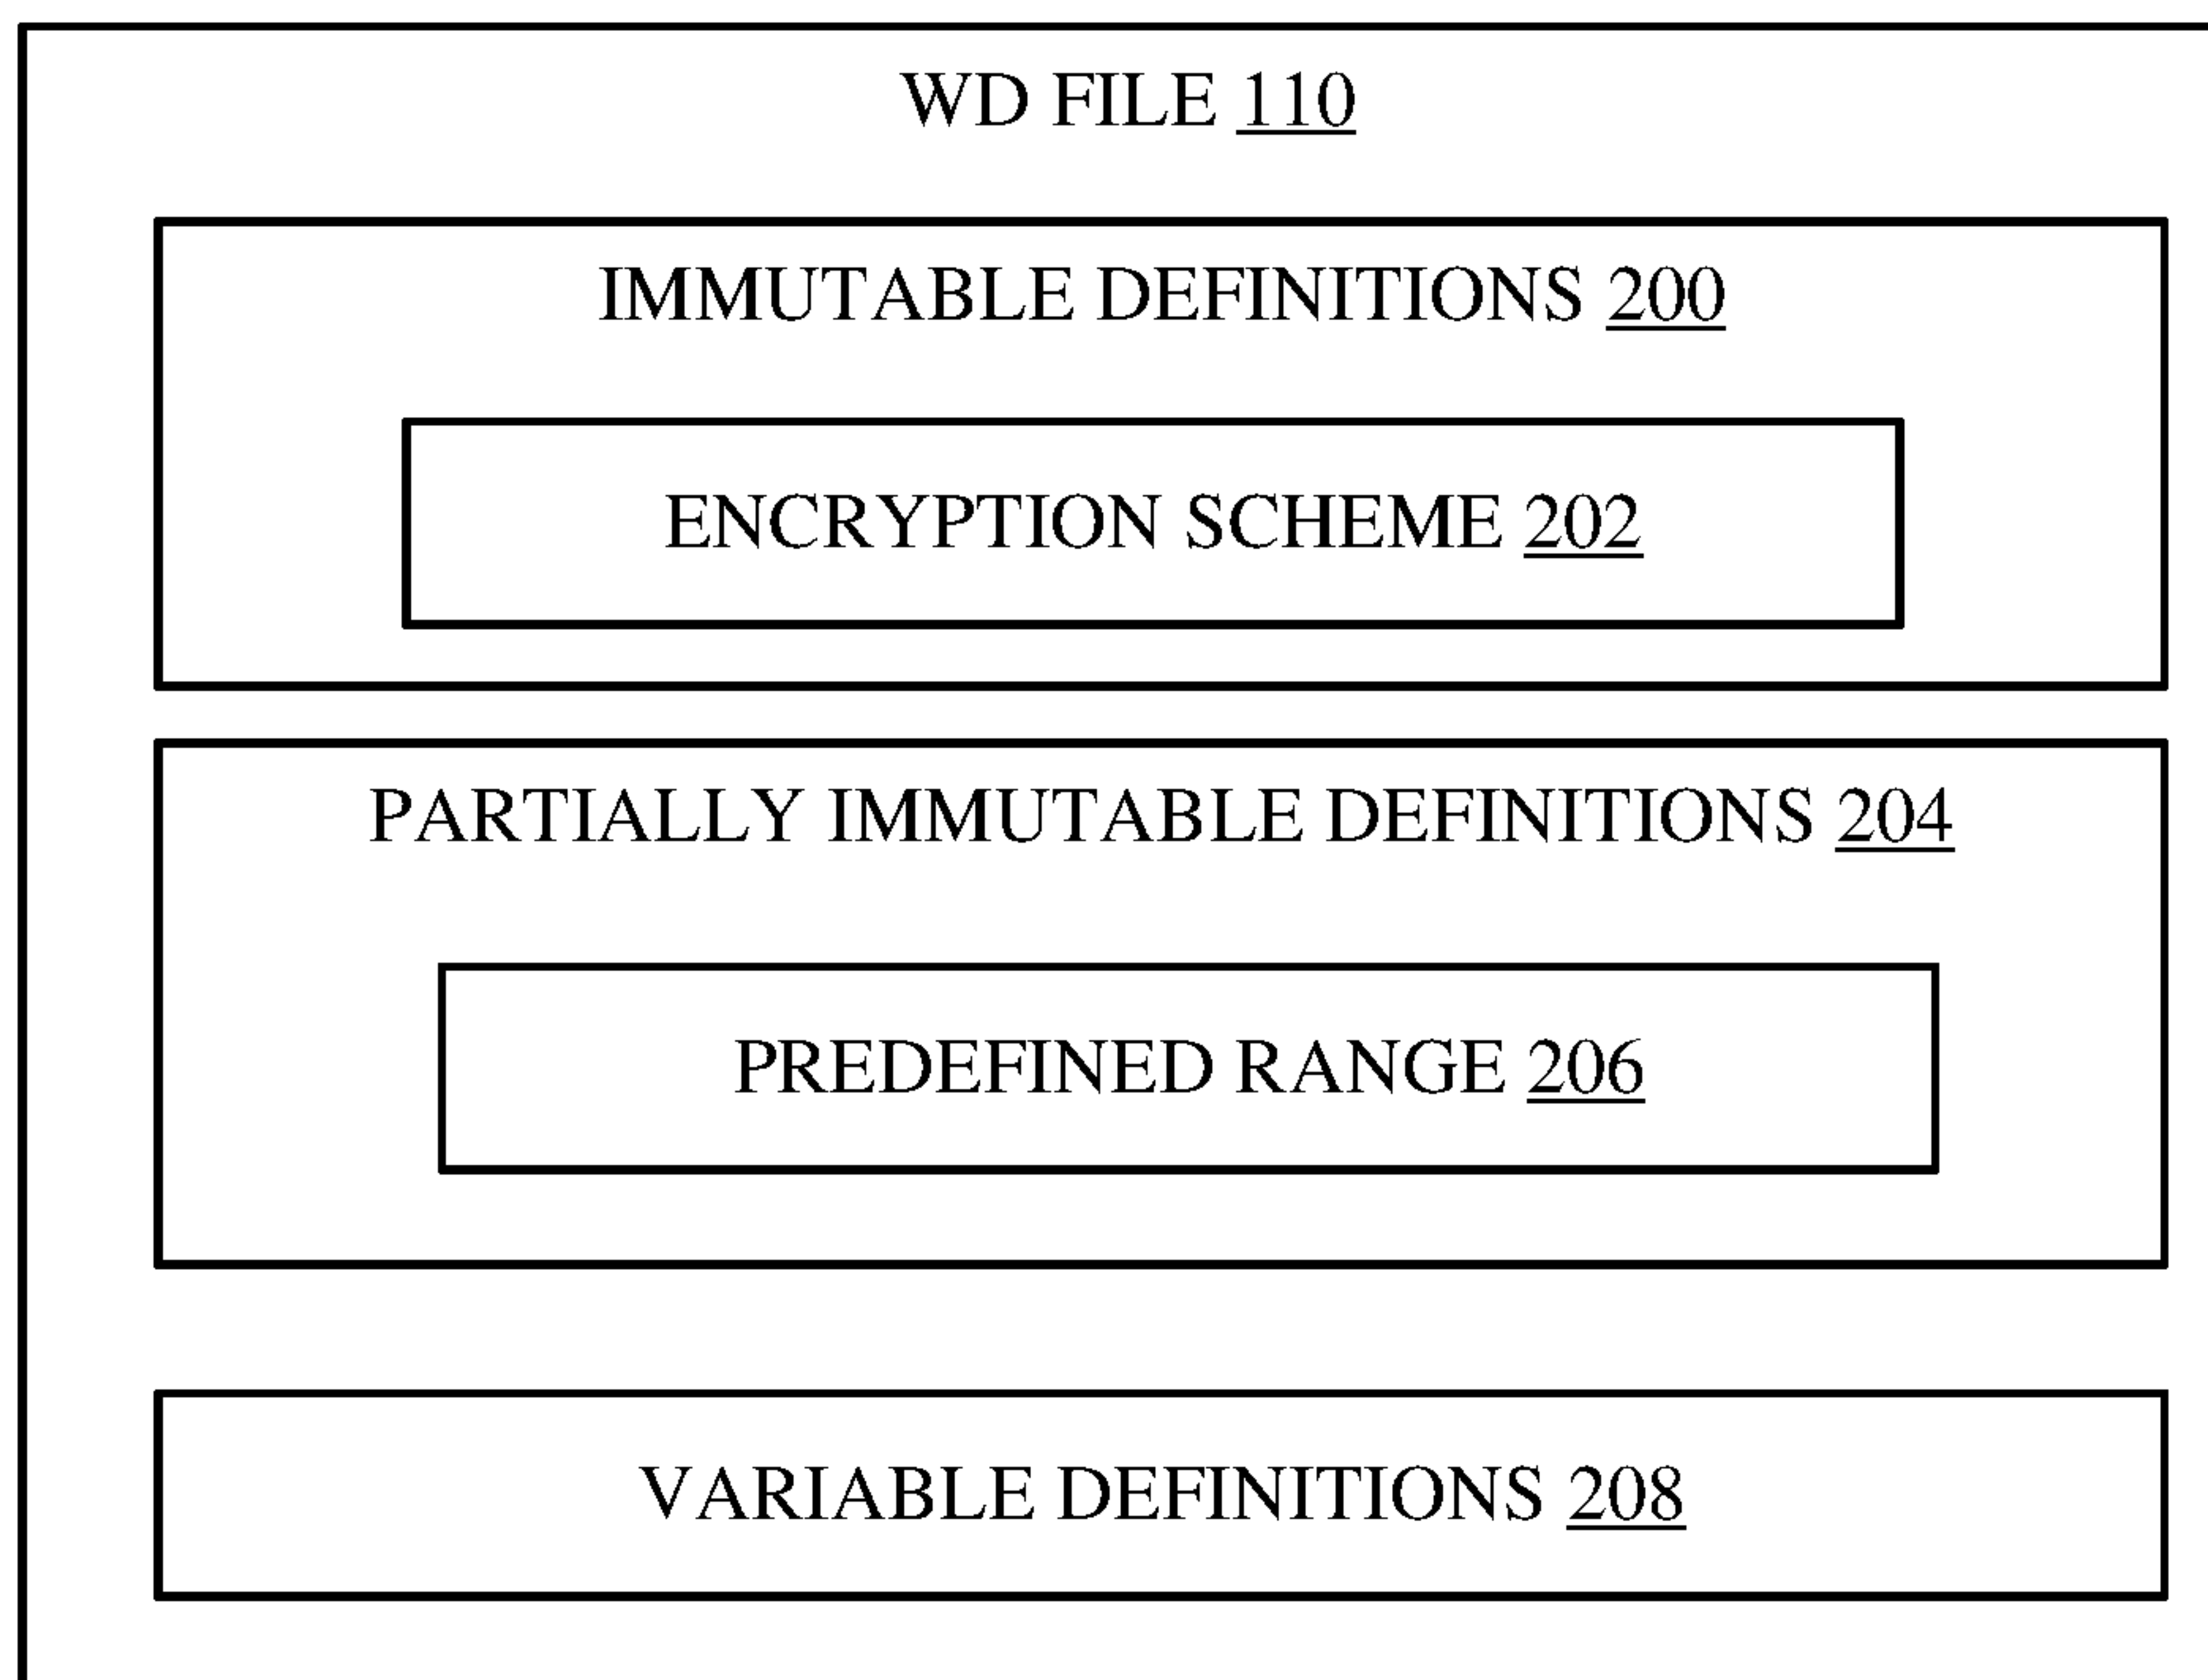 WD FILE 110
IMMUTABLE DEFINITIONS 200
ENCRYPTION SCHEME 202
PARTIALLY IMMUTABLE DEFINITIONS 204
PREDEFINED RANGE 206
VARIABLE DEFINITIONS 208